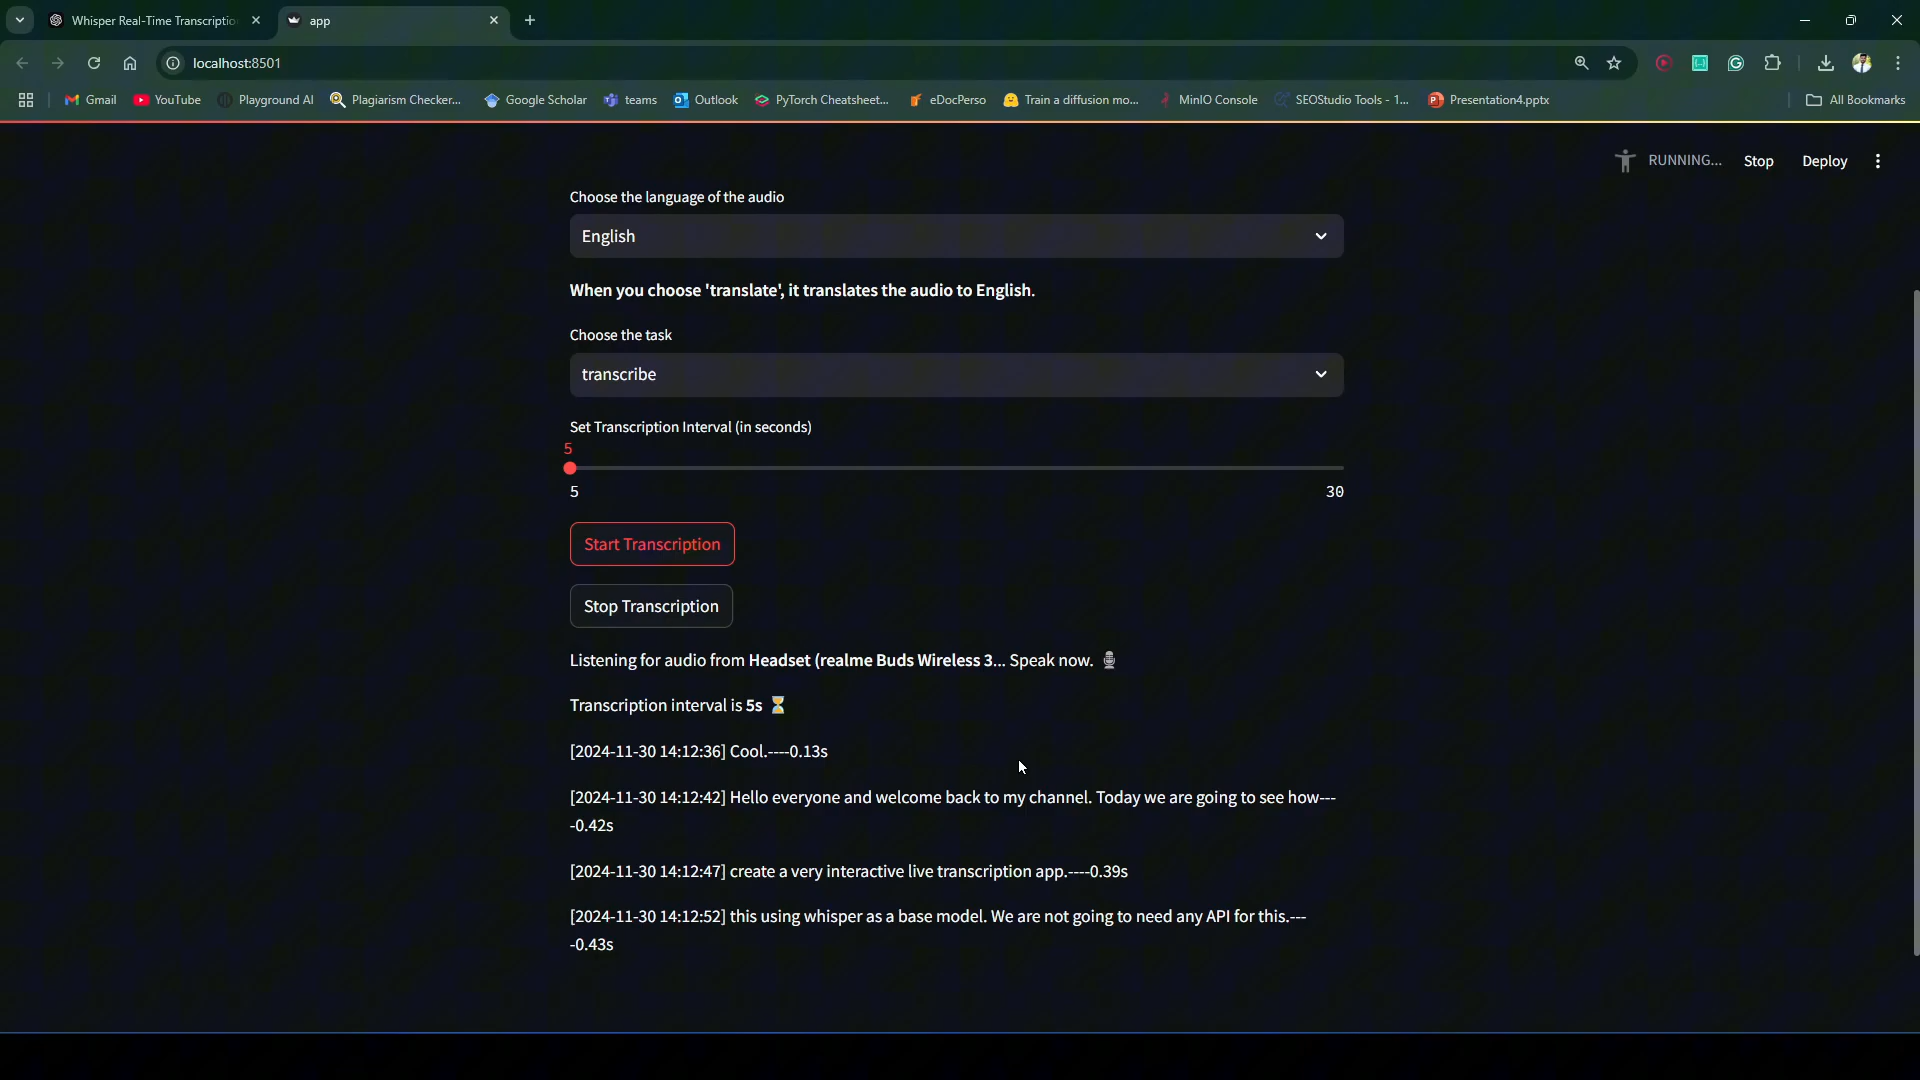 Whisper Real-Time Transcriptio
app
localhost:8501
Gmail
YouTube
Playground AI
Plagiarism Checker...
Google Scholar
teams
Outlook
PyTorch Cheatsheet...
eDocPerso
Train a diffusion mo...
MinIO Console
SEOStudio Tools - 1...
Presentation4.pptx
All Bookmarks
RUNNING...
Stop
Deploy
Choose the language of the audio
English
When you choose 'translate', it translates the audio to English.
Choose the task
transcribe
Set Transcription Interval (in seconds)
5
5
30
Start Transcription
Stop Transcription
Listening for audio from Headset (realme Buds Wireless 3... Speak now. 🎙️
Transcription interval is 5s ⏳
[2024-11-30 14:12:36] Cool.----0.13s
[2024-11-30 14:12:42] Hello everyone and welcome back to my channel. Today we are going to see how---
-0.42s
[2024-11-30 14:12:47] create a very interactive live transcription app.----0.39s
[2024-11-30 14:12:52] this using whisper as a base model. We are not going to need any API for this.---
-0.43s